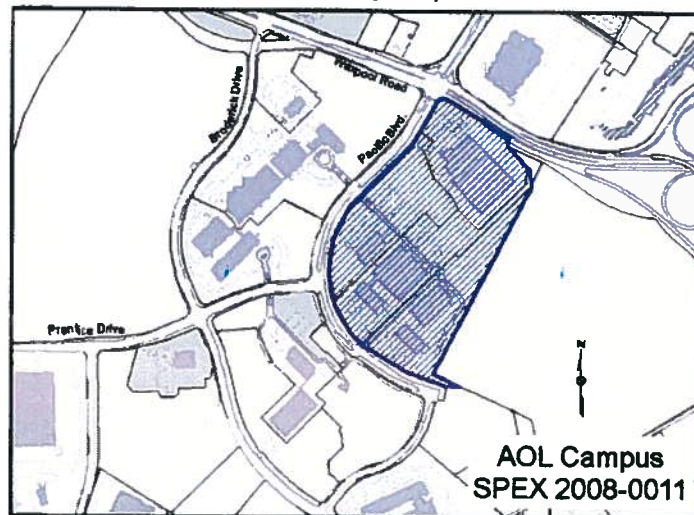 Waxpool Road
Broderick Drive
Pacific Blvd.
Prentice Drive
N
AOL Campus
SPEX 2008-0011